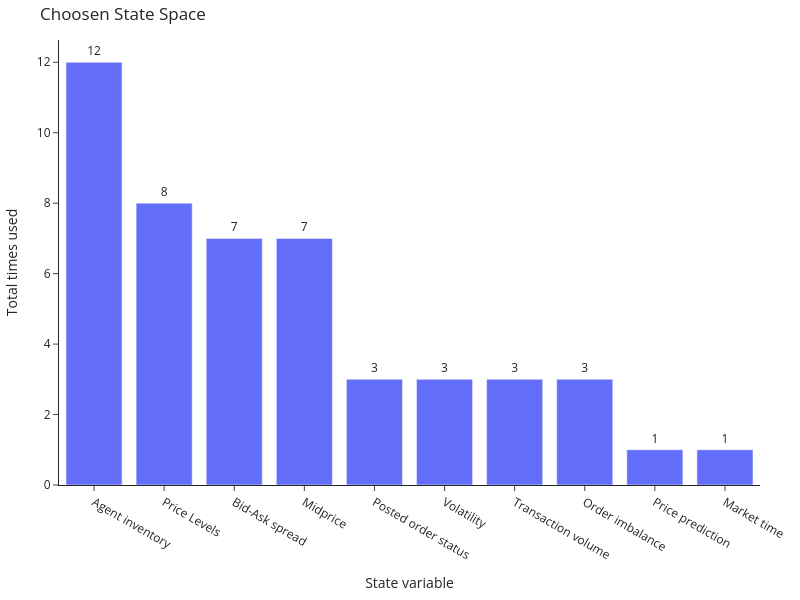 Choosen State Space
Total times used
12
10
8
6
4
2
0
12
8
7
7
3
3
3
3
1
1
Agent inventory
Price Levels
Bid-Ask spread
Midprice
Posted order status
Volatility
Transaction volume
Order imbalance
Price prediction
Market time
State variable